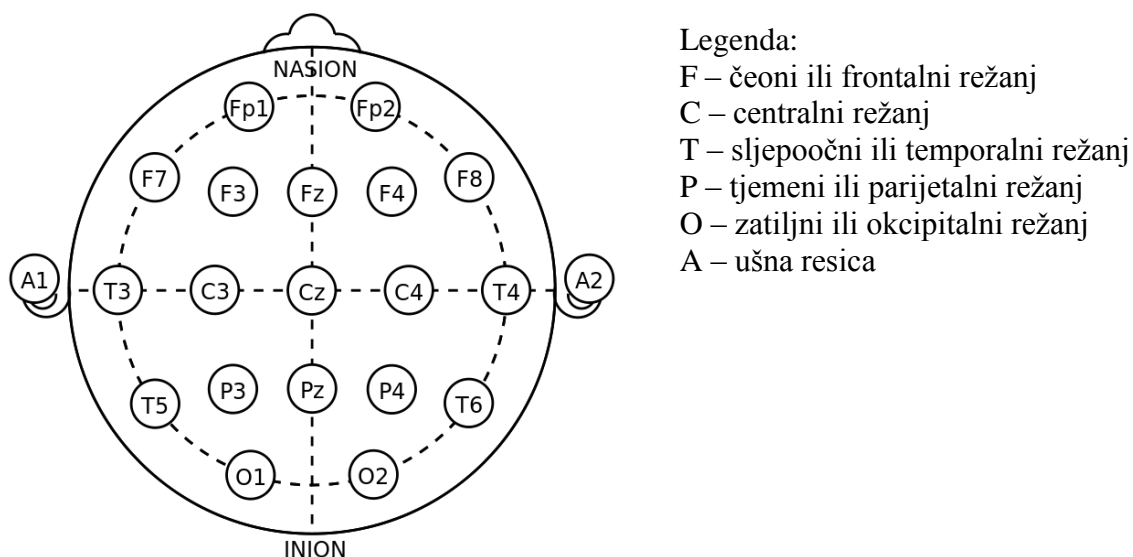 NASION
Fp1 Fp2
F7 F3 Fz F4 F8
A1 T3 C3 Cz C4 T4 A2
T5 P3 Pz P4 T6
O1 O2
INION
Legenda:
F – čeoni ili frontalni režanj
C – centralni režanj
T – sljepoočni ili temporalni režanj
P – tjemeni ili parijetalni režanj
O – zatiljni ili okcipitalni režanj
A – ušna resica